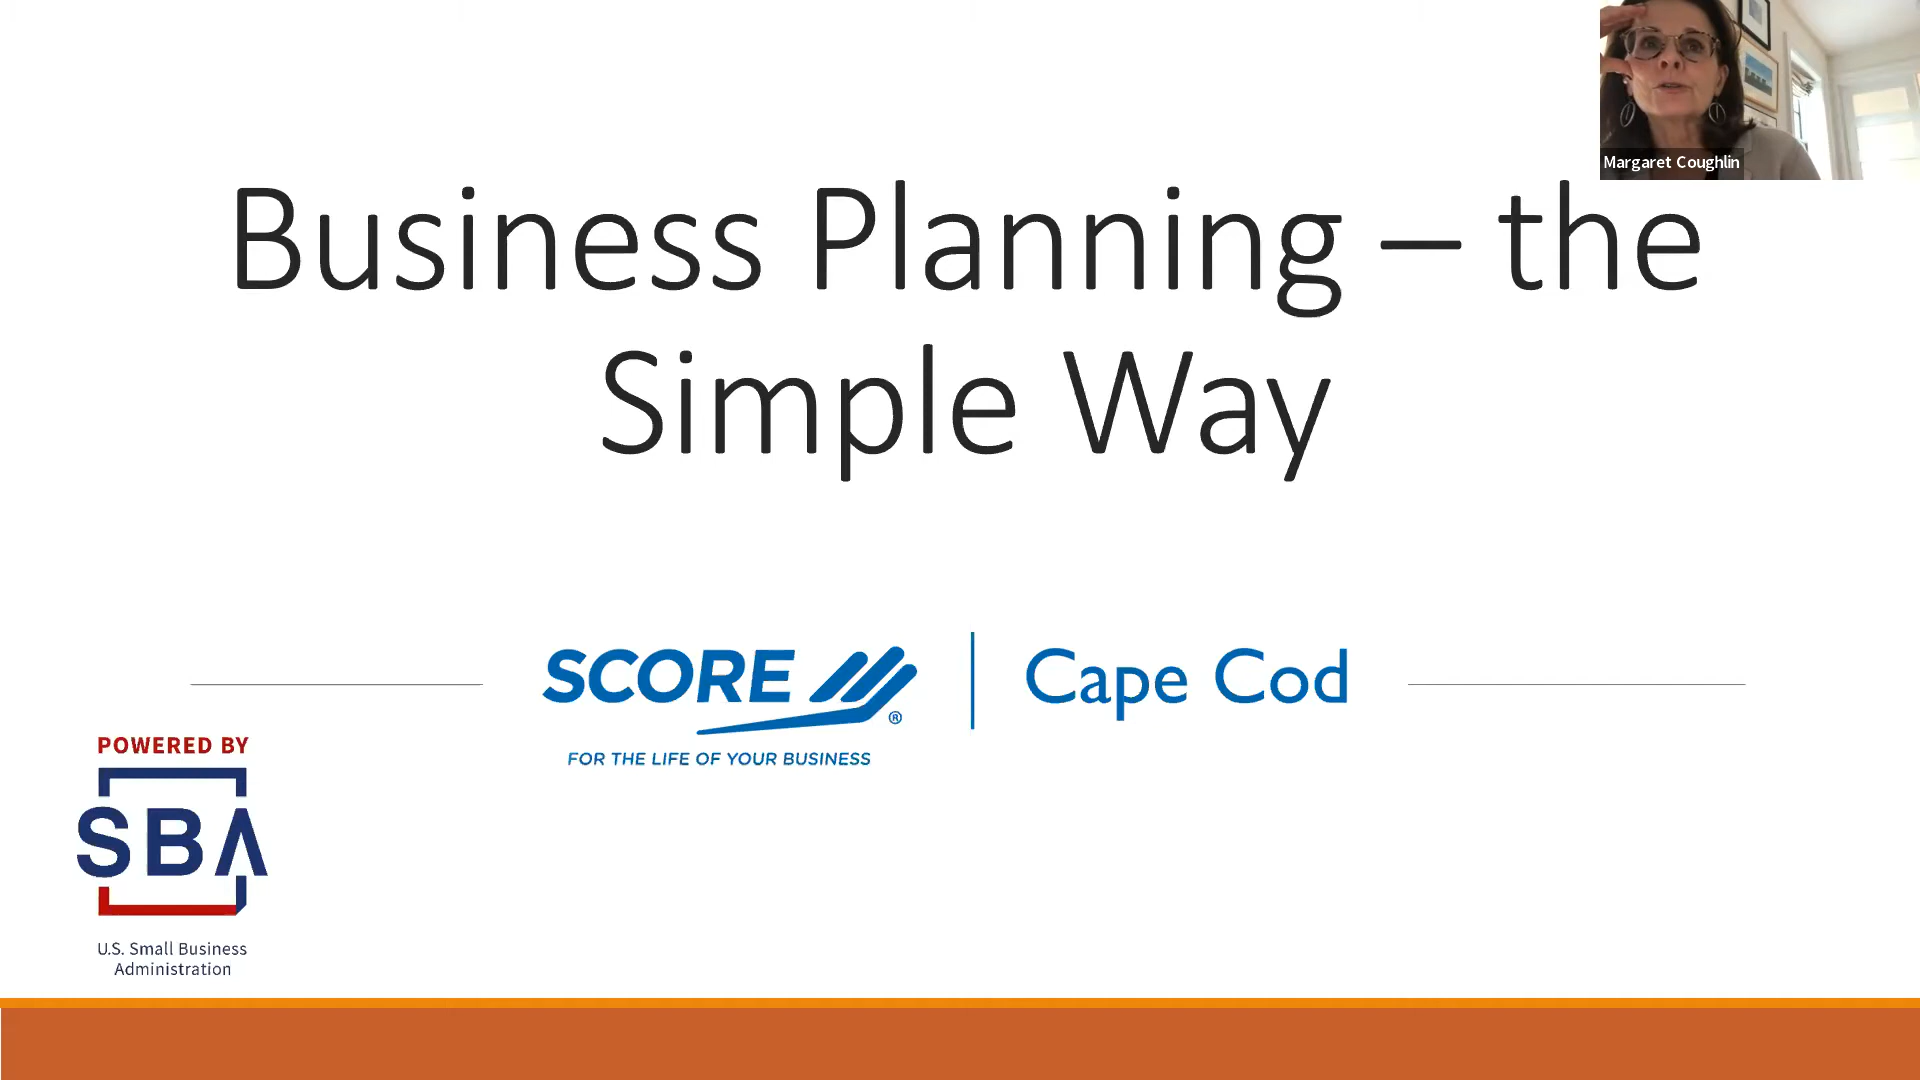 Margaret Coughlin
Business Planning – the
Simple Way
SCORE ® | Cape Cod
FOR THE LIFE OF YOUR BUSINESS
POWERED BY
SBA
U.S. Small Business
Administration